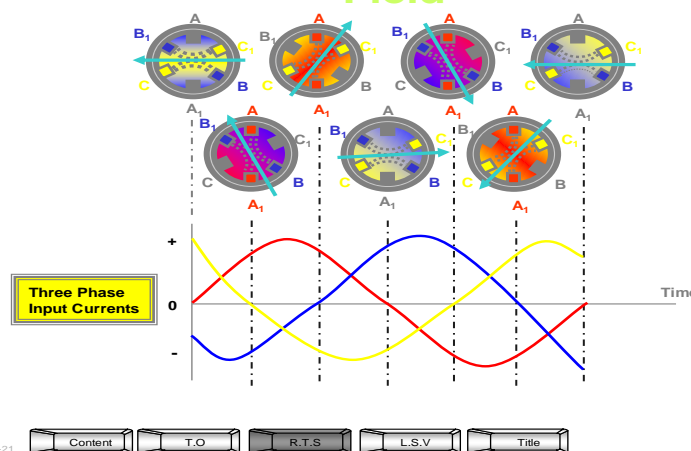 Field
A
B1
C1
C
B
A1
A
B1
C1
C
B
A1
A
B1
C1
C
B
A1
A
B1
C1
C
B
A1
A
B1
C1
C
B
A1
A
B1
C1
C
B
A1
A
B1
C1
C
B
A1
+
Three Phase
Input Currents
0
Time
-
Content
T.O
R.T.S
L.S.V
Title